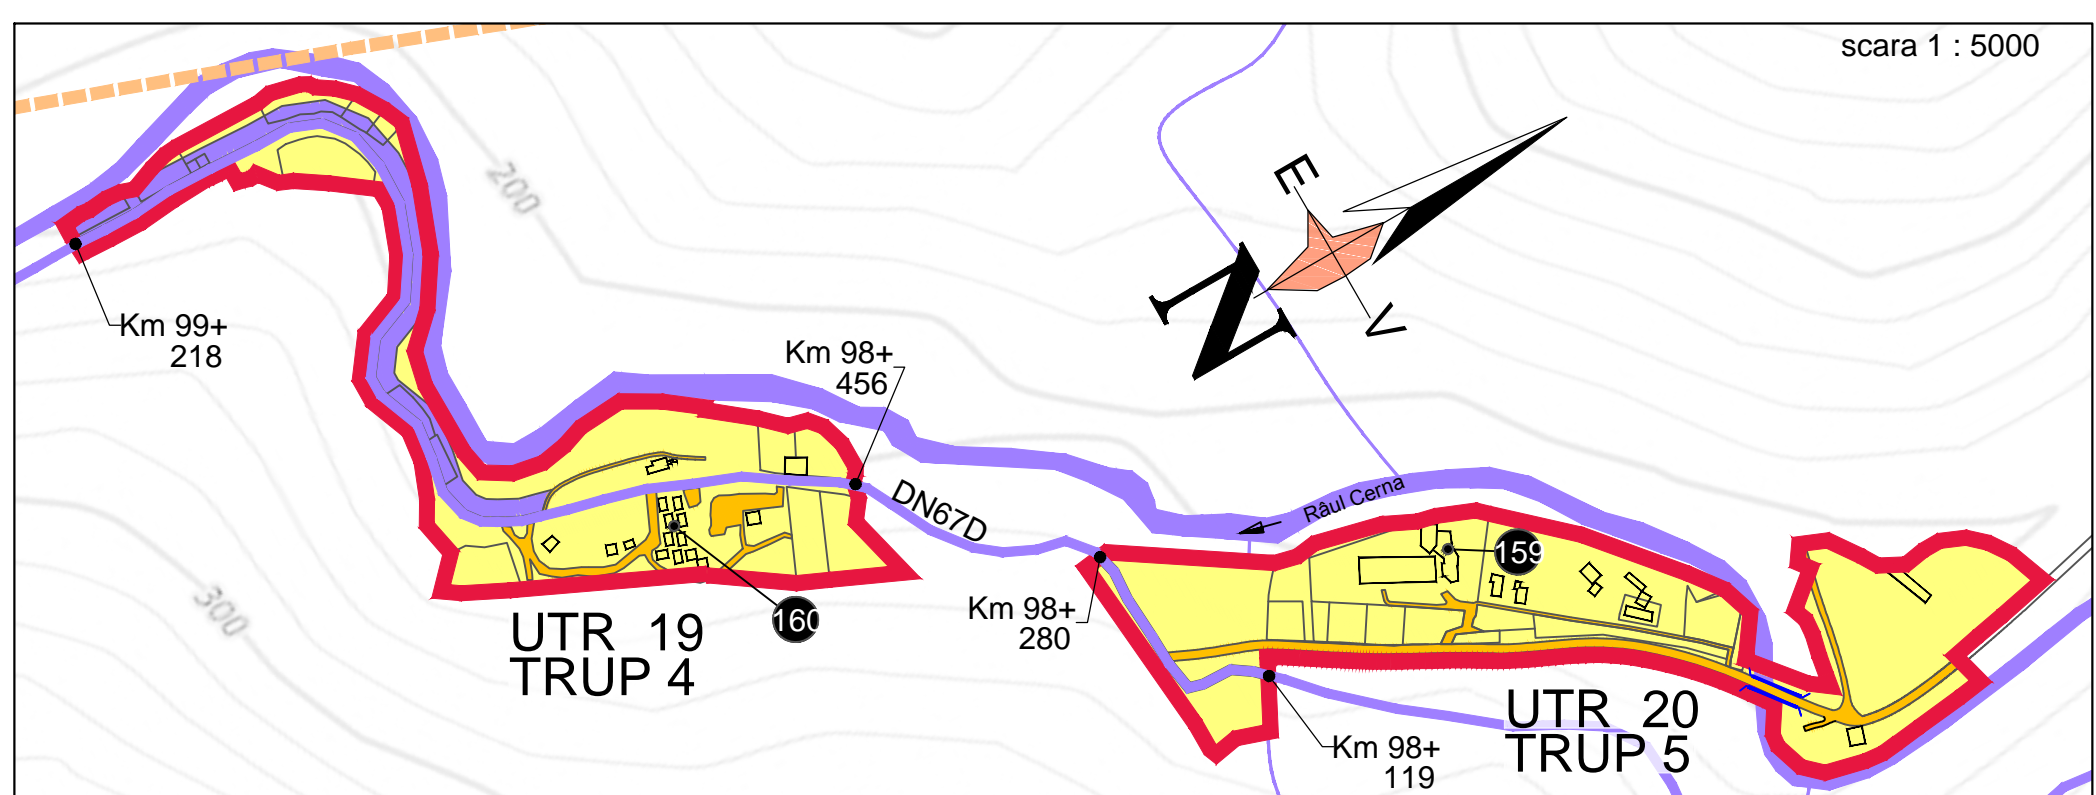 scara 1 : 5000
200
E
N
V
Km 99+
218
Km 98+
456
DN67D
Râul Cerna
159
300
160
UTR 19
TRUP 4
Km 98+
280
UTR 20
TRUP 5
Km 98+
119